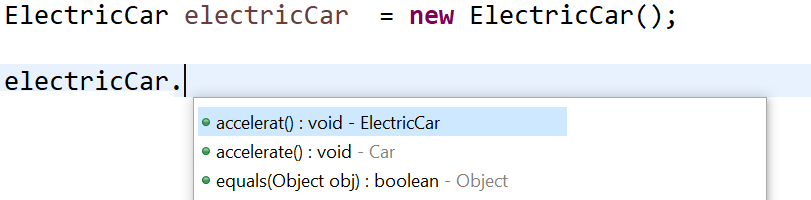 ElectricCar electricCar  = new ElectricCar();
electricCar.
accelerat() : void - ElectricCar
accelerate() : void - Car
equals(Object obj) : boolean - Object